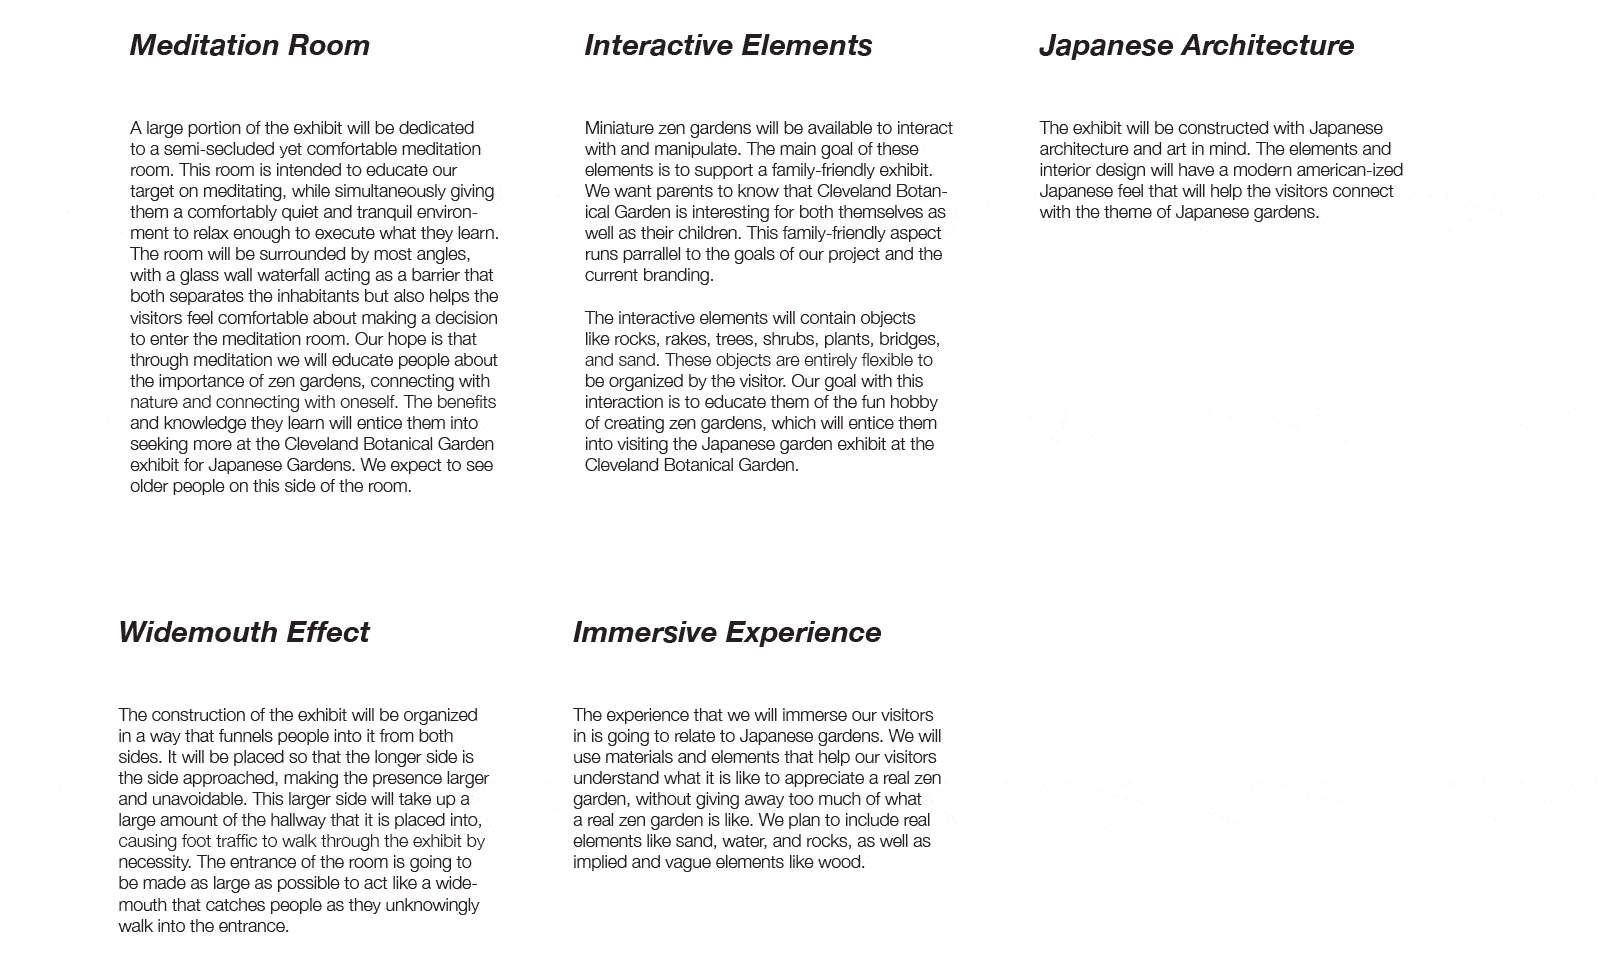 Meditation Room
A large portion of the exhibit will be dedicated
to a semi-secluded yet comfortable meditation
room. This room is intended to educate our
target on meditating, while simultaneously giving
them a comfortably quiet and tranquil environ-
ment to relax enough to execute what they learn.
The room will be surrounded by most angles,
with a glass wall waterfall acting as a barrier that
both separates the inhabitants but also helps the
visitors feel comfortable about making a decision
to enter the meditation room. Our hope is that
through meditation we will educate people about
the importance of zen gardens, connecting with
nature and connecting with oneself. The benefits
and knowledge they learn will entice them into
seeking more at the Cleveland Botanical Garden
exhibit for Japanese Gardens. We expect to see
older people on this side of the room.
Interactive Elements
Miniature zen gardens will be available to interact
with and manipulate. The main goal of these
elements is to support a family-friendly exhibit.
We want parents to know that Cleveland Botan-
ical Garden is interesting for both themselves as
well as their children. This family-friendly aspect
runs parrallel to the goals of our project and the
current branding.
The interactive elements will contain objects
like rocks, rakes, trees, shrubs, plants, bridges,
and sand. These objects are entirely flexible to
be organized by the visitor. Our goal with this
interaction is to educate them of the fun hobby
of creating zen gardens, which will entice them
into visiting the Japanese garden exhibit at the
Cleveland Botanical Garden.
Japanese Architecture
The exhibit will be constructed with Japanese
architecture and art in mind. The elements and
interior design will have a modern american-ized
Japanese feel that will help the visitors connect
with the theme of Japanese gardens.
Widemouth Effect
The construction of the exhibit will be organized
in a way that funnels people into it from both
sides. It will be placed so that the longer side is
the side approached, making the presence larger
and unavoidable. This larger side will take up a
large amount of the hallway that it is placed into,
causing foot traffic to walk through the exhibit by
necessity. The entrance of the room is going to
be made as large as possible to act like a wide-
mouth that catches people as they unknowingly
walk into the entrance.
Immersive Experience
The experience that we will immerse our visitors
in is going to relate to Japanese gardens. We will
use materials and elements that help our visitors
understand what it is like to appreciate a real zen
garden, without giving away too much of what
a real zen garden is like. We plan to include real
elements like sand, water, and rocks, as well as
implied and vague elements like wood.